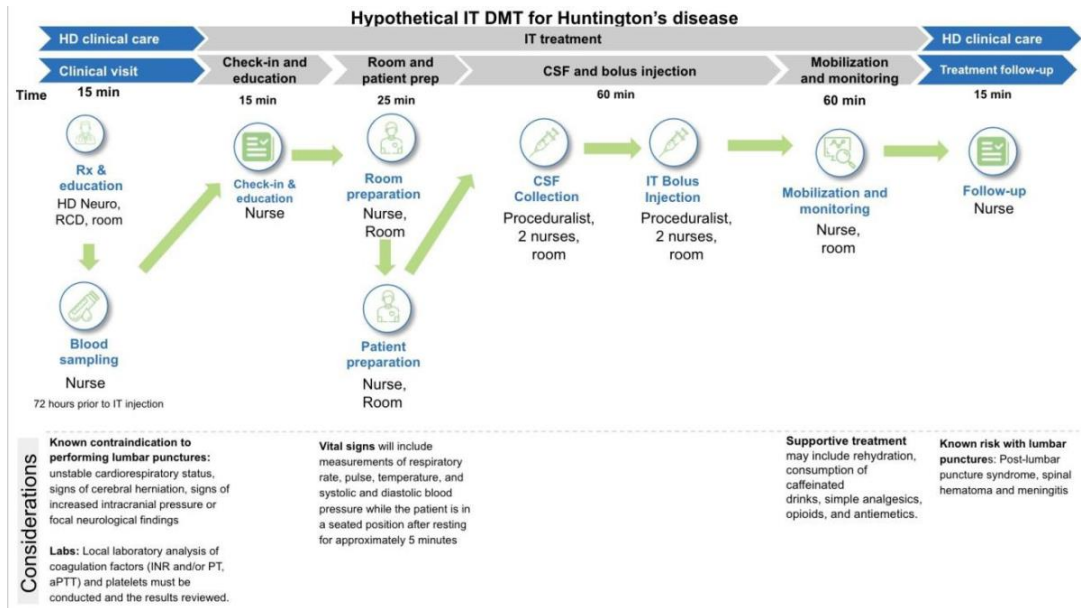 Hypothetical IT DMT for Huntington's disease
HD clinical care
IT treatment
HD clinical care
Clinical visit
Check-in and
education
Room and
patient prep
CSF and bolus injection
Mobilization
and monitoring
Treatment follow-up
Time
15 min
15 min
25 min
60 min
60 min
15 min
Rx &
education
HD Neuro,
RCD, room
Blood
sampling
Nurse
72 hours prior to IT injection
Check-in &
education
Nurse
Room
preparation
Nurse,
Room
Patient
preparation
Nurse,
Room
CSF
Collection
Proceduralist,
2 nurses,
room
IT Bolus
Injection
Proceduralist,
2 nurses,
room
Mobilization and
monitoring
Nurse,
room
Follow-up
Nurse
Considerations
Known contraindication to
performing lumbar punctures:
unstable cardiorespiratory status,
signs of cerebral herniation, signs of
increased intracranial pressure or
focal neurological findings
Labs: Local laboratory analysis of
coagulation factors (INR and/or PT,
aPTT) and platelets must be
conducted and the results reviewed.
Vital signs will include
measurements of respiratory
rate, pulse, temperature, and
systolic and diastolic blood
pressure while the patient is in
a seated position after resting
for approximately 5 minutes
Supportive treatment
may include rehydration,
consumption of
caffeinated
drinks, simple analgesics,
opioids, and antiemetics.
Known risk with lumbar
punctures: Post-lumbar
puncture syndrome, spinal
hematoma and meningitis